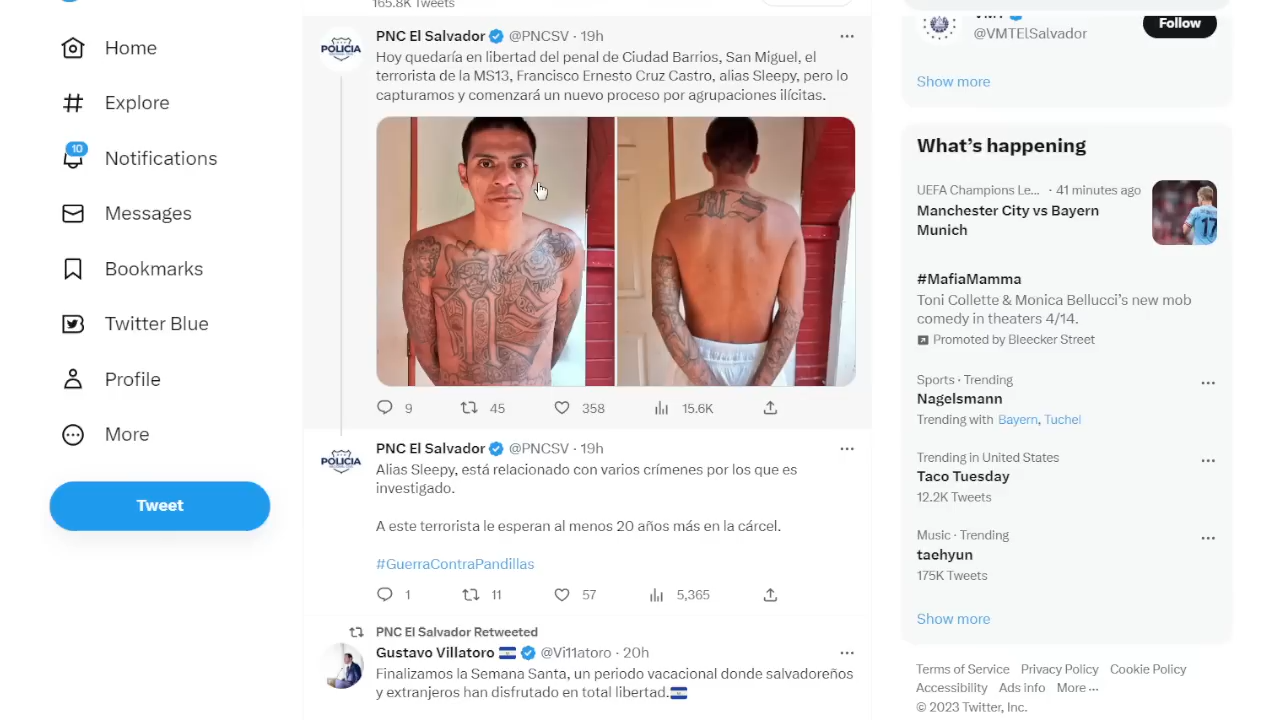 165.8K Tweets
Home
Explore
10
Notifications
Messages
Bookmarks
Twitter Blue
Profile
More
Tweet
POLICIA
PNC El Salvador @PNCSV · 19h
Hoy quedaría en libertad del penal de Ciudad Barrios, San Miguel, el
terrorista de la MS13, Francisco Ernesto Cruz Castro, alias Sleepy, pero lo
capturamos y comenzará un nuevo proceso por agrupaciones ilícitas.
MS
9 45 358 15.6K
POLICIA
PNC El Salvador @PNCSV · 19h
Alias Sleepy, está relacionado con varios crímenes por los que es
investigado.
A este terrorista le esperan al menos 20 años más en la cárcel.
#GuerraContraPandillas
1 11 57 5,365
PNC El Salvador Retweeted
Gustavo Villatoro @Vi11atoro · 20h
Finalizamos la Semana Santa, un periodo vacacional donde salvadoreños
y extranjeros han disfrutado en total libertad.
VMT
@VMTElSalvador
Follow
Show more
What's happening
UEFA Champions Le... · 41 minutes ago
Manchester City vs Bayern
Munich
17
#MafiaMamma
Toni Collette & Monica Bellucci's new mob
comedy in theaters 4/14.
Promoted by Bleecker Street
Sports · Trending
Nagelsmann
Trending with Bayern, Tuchel
Trending in United States
Taco Tuesday
12.2K Tweets
Music · Trending
taehyun
175K Tweets
Show more
Terms of Service Privacy Policy Cookie Policy
Accessibility Ads info More ···
© 2023 Twitter, Inc.